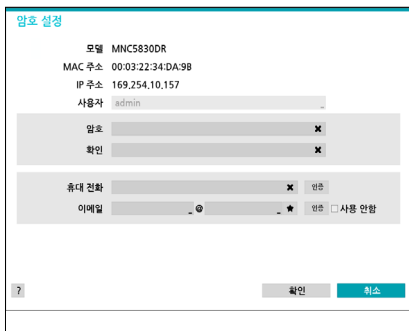 암호 설정
모델 MNC5830DR
MAC 주소 00:03:22:34:DA:9B
IP 주소 169,254,10,157
사용자 admin
암호
확인
휴대 전화 인증
이메일 _ @ _ 인증 사용 안함
? 확인 취소